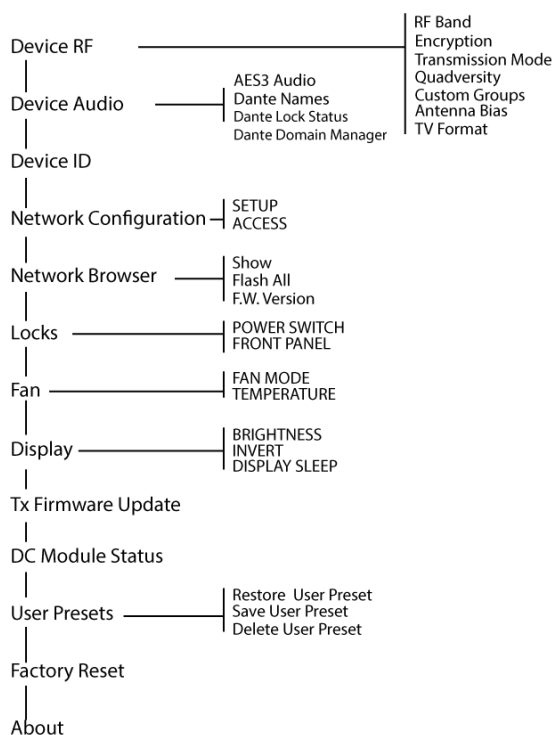 Device RF
RF Band
Encryption
Transmission Mode
Quadversity
Custom Groups
Antenna Bias
TV Format
Device Audio
AES3 Audio
Dante Names
Dante Lock Status
Dante Domain Manager
Device ID
Network Configuration
SETUP
ACCESS
Network Browser
Show
Flash All
F.W. Version
Locks
POWER SWITCH
FRONT PANEL
Fan
FAN MODE
TEMPERATURE
Display
BRIGHTNESS
INVERT
DISPLAY SLEEP
Tx Firmware Update
DC Module Status
User Presets
Restore User Preset
Save User Preset
Delete User Preset
Factory Reset
About